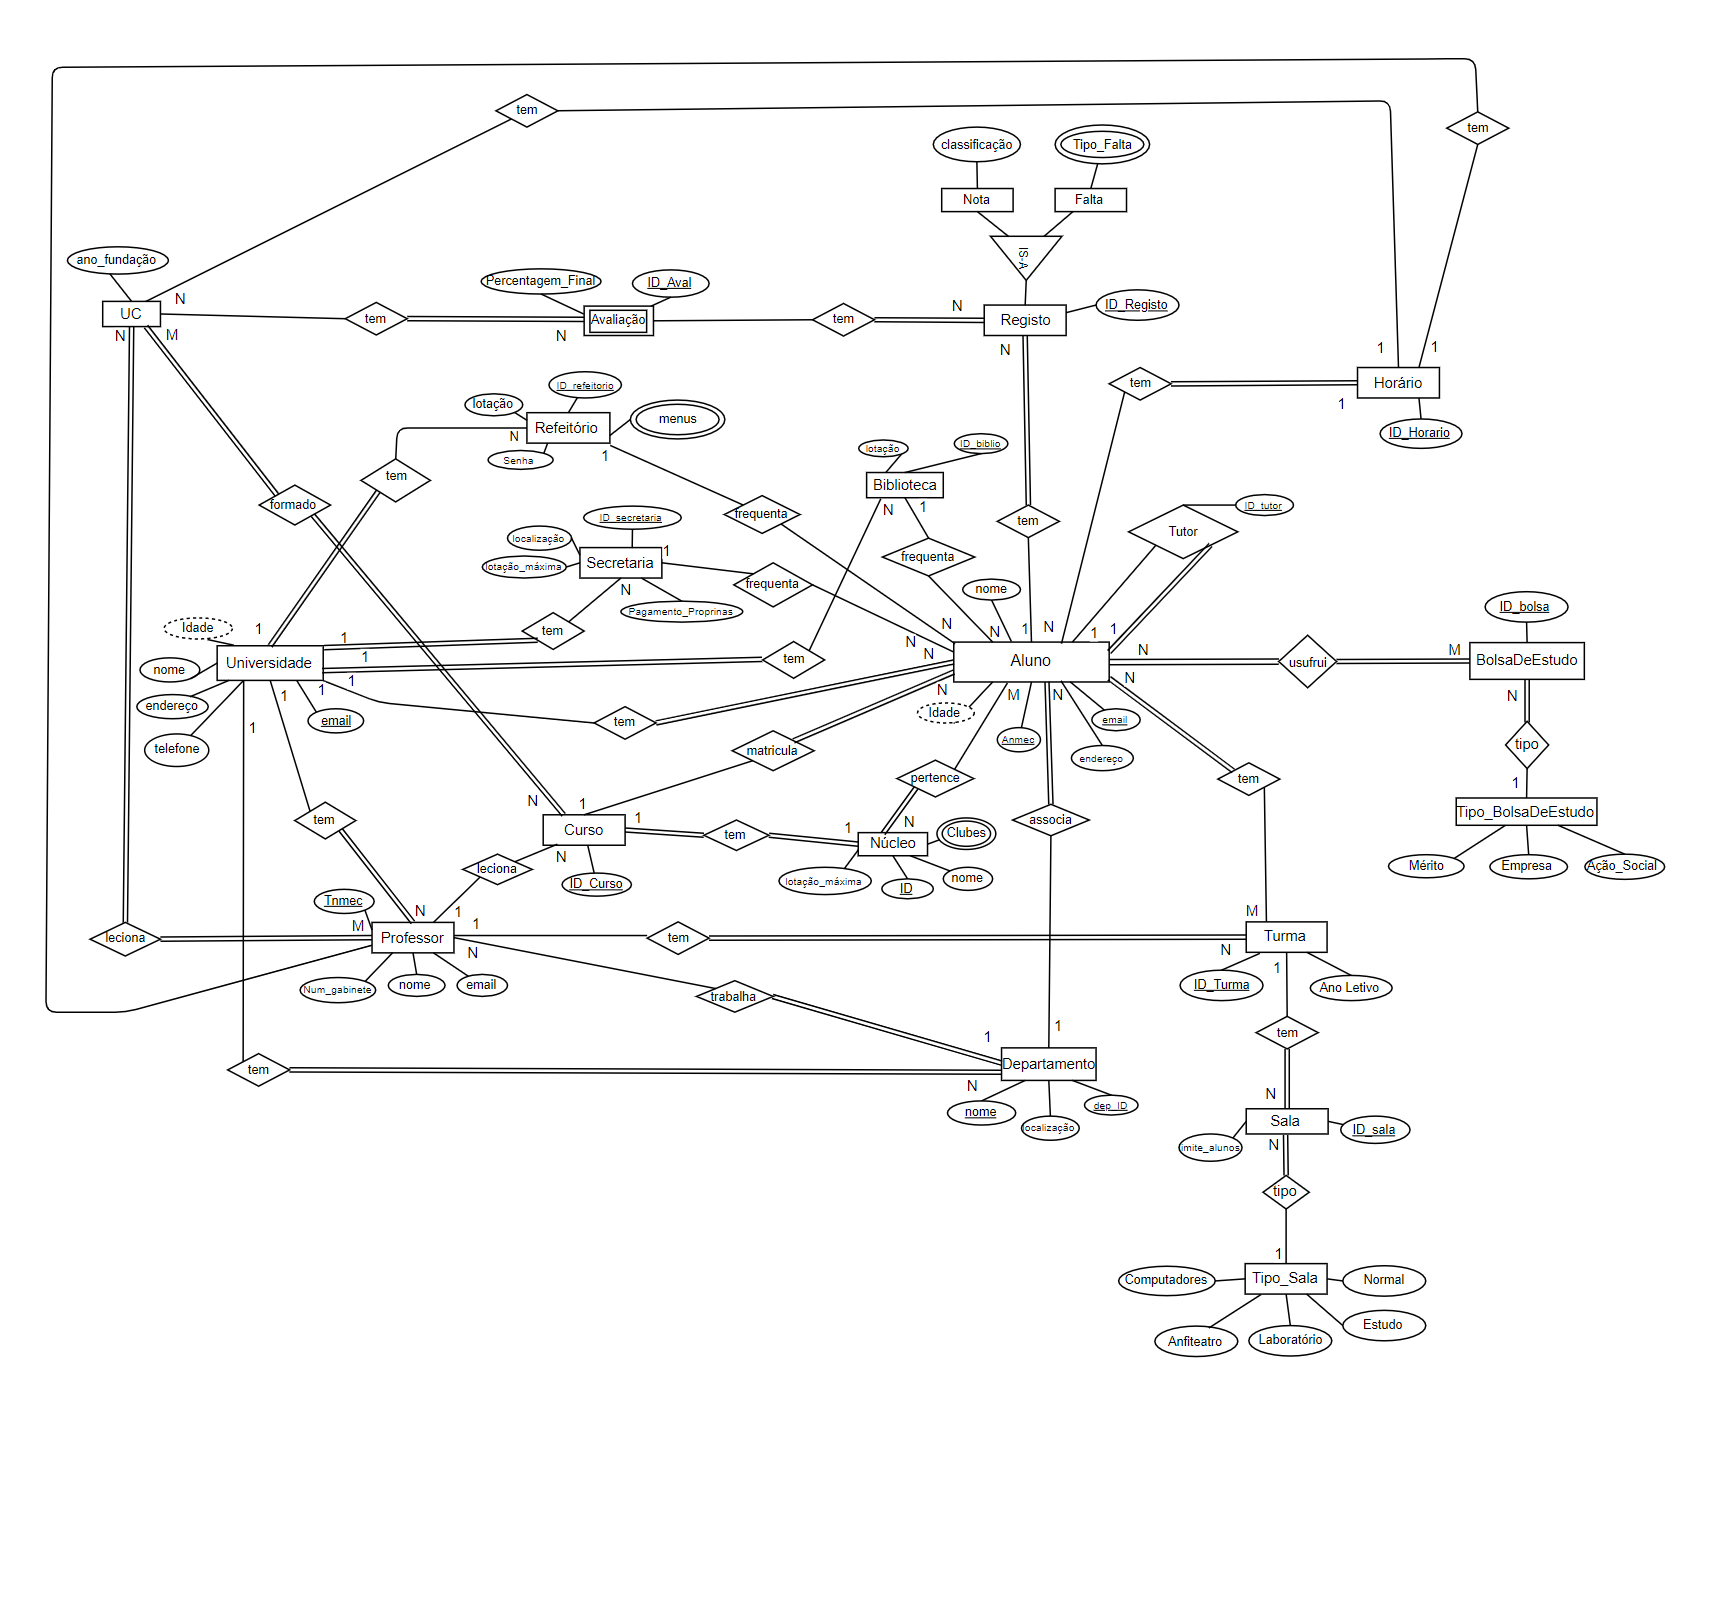 tem
tem
classificação
Tipo_Falta
Nota
Falta
IS-A
ano_fundação
Percentagem_Final
ID_Aval
ID_Registo
UC
N
tem
Avaliação
N
tem
N
Registo
N
M
N
1
1
tem
Horário
1
ID_Horario
ID_refeitorio
lotação
Refeitório
menus
N
Senha
1
tem
lotação
ID_biblio
Biblioteca
N
1
formado
frequenta
ID_secretaria
localização
Secretaria
1
lotação_máxima
N
Pagamento_Proprinas
frequenta
frequenta
tem
Tutor
ID_tutor
nome
ID_bolsa
Idade
1
1
tem
N
N
1
N
1
1
Universidade
1
tem
N
N
Aluno
N
usufrui
M
BolsaDeEstudo
nome
endereço
telefone
1
1
1
email
1
tem
N
Idade
M
N
N
Anmec
email
endereço
N
tipo
1
matricula
pertence
tem
Tipo_BolsaDeEstudo
Mérito
Empresa
Ação_Social
N
1
Curso
1
tem
1
N
Clubes
Núcleo
associa
tem
leciona
N
ID_Curso
lotação_máxima
ID
nome
Tnmec
N
1
M
Professor
1
N
tem
M
Turma
N
leciona
Num_gabinete
nome
email
trabalha
ID_Turma
1
Ano Letivo
1
1
tem
tem
Departamento
N
nome
localização
dep_ID
N
Sala
imite_alunos
ID_sala
N
tipo
1
Computadores
Tipo_Sala
Normal
Anfiteatro
Laboratório
Estudo